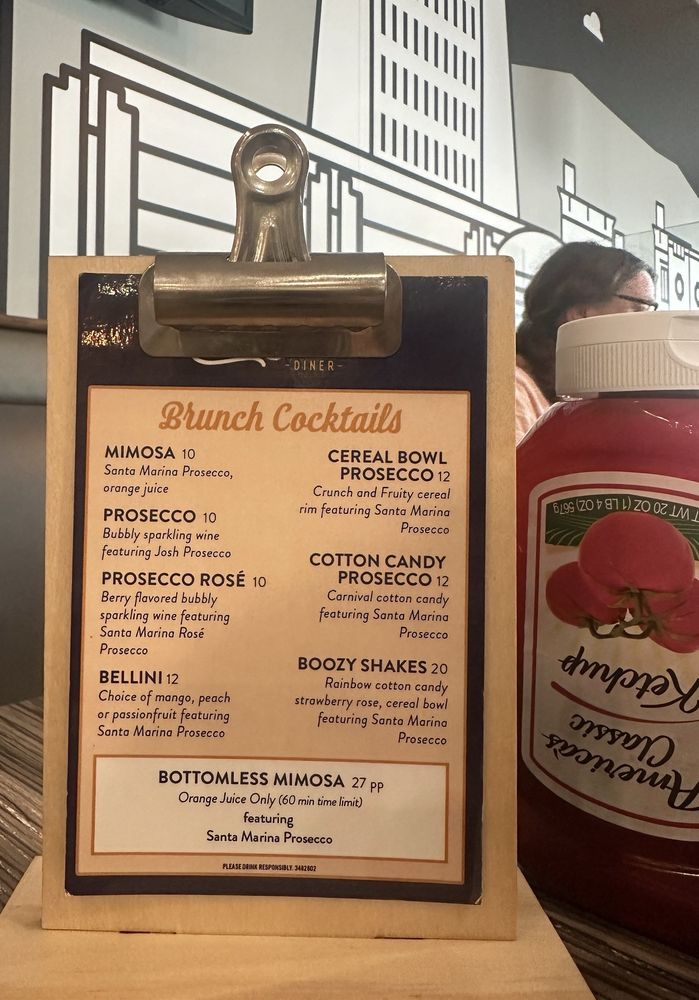 -DINER-
Brunch Cocktails
MIMOSA 10
Santa Marina Prosecco,
orange juice
PROSECCO 10
Bubbly sparkling wine
featuring Josh Prosecco
PROSECCO ROSÉ 10
Berry flavored bubbly
sparkling wine featuring
Santa Marina Rosé
Prosecco
BELLINI 12
Choice of mango, peach
or passionfruit featuring
Santa Marina Prosecco
CEREAL BOWL
PROSECCO 12
Crunch and Fruity cereal
rim featuring Santa Marina
Prosecco
COTTON CANDY
PROSECCO 12
Carnival cotton candy
featuring Santa Marina
Prosecco
BOOZY SHAKES 20
Rainbow cotton candy
strawberry rose, cereal bowl
featuring Santa Marina
Prosecco
BOTTOMLESS MIMOSA 27 pp
Orange Juice Only (60 min time limit)
featuring
Santa Marina Prosecco
PLEASE DRINK RESPONSIBLY. 3482802
America's
Classic
Ketchup
WT 20 OZ (1 LB 4 OZ) 567g